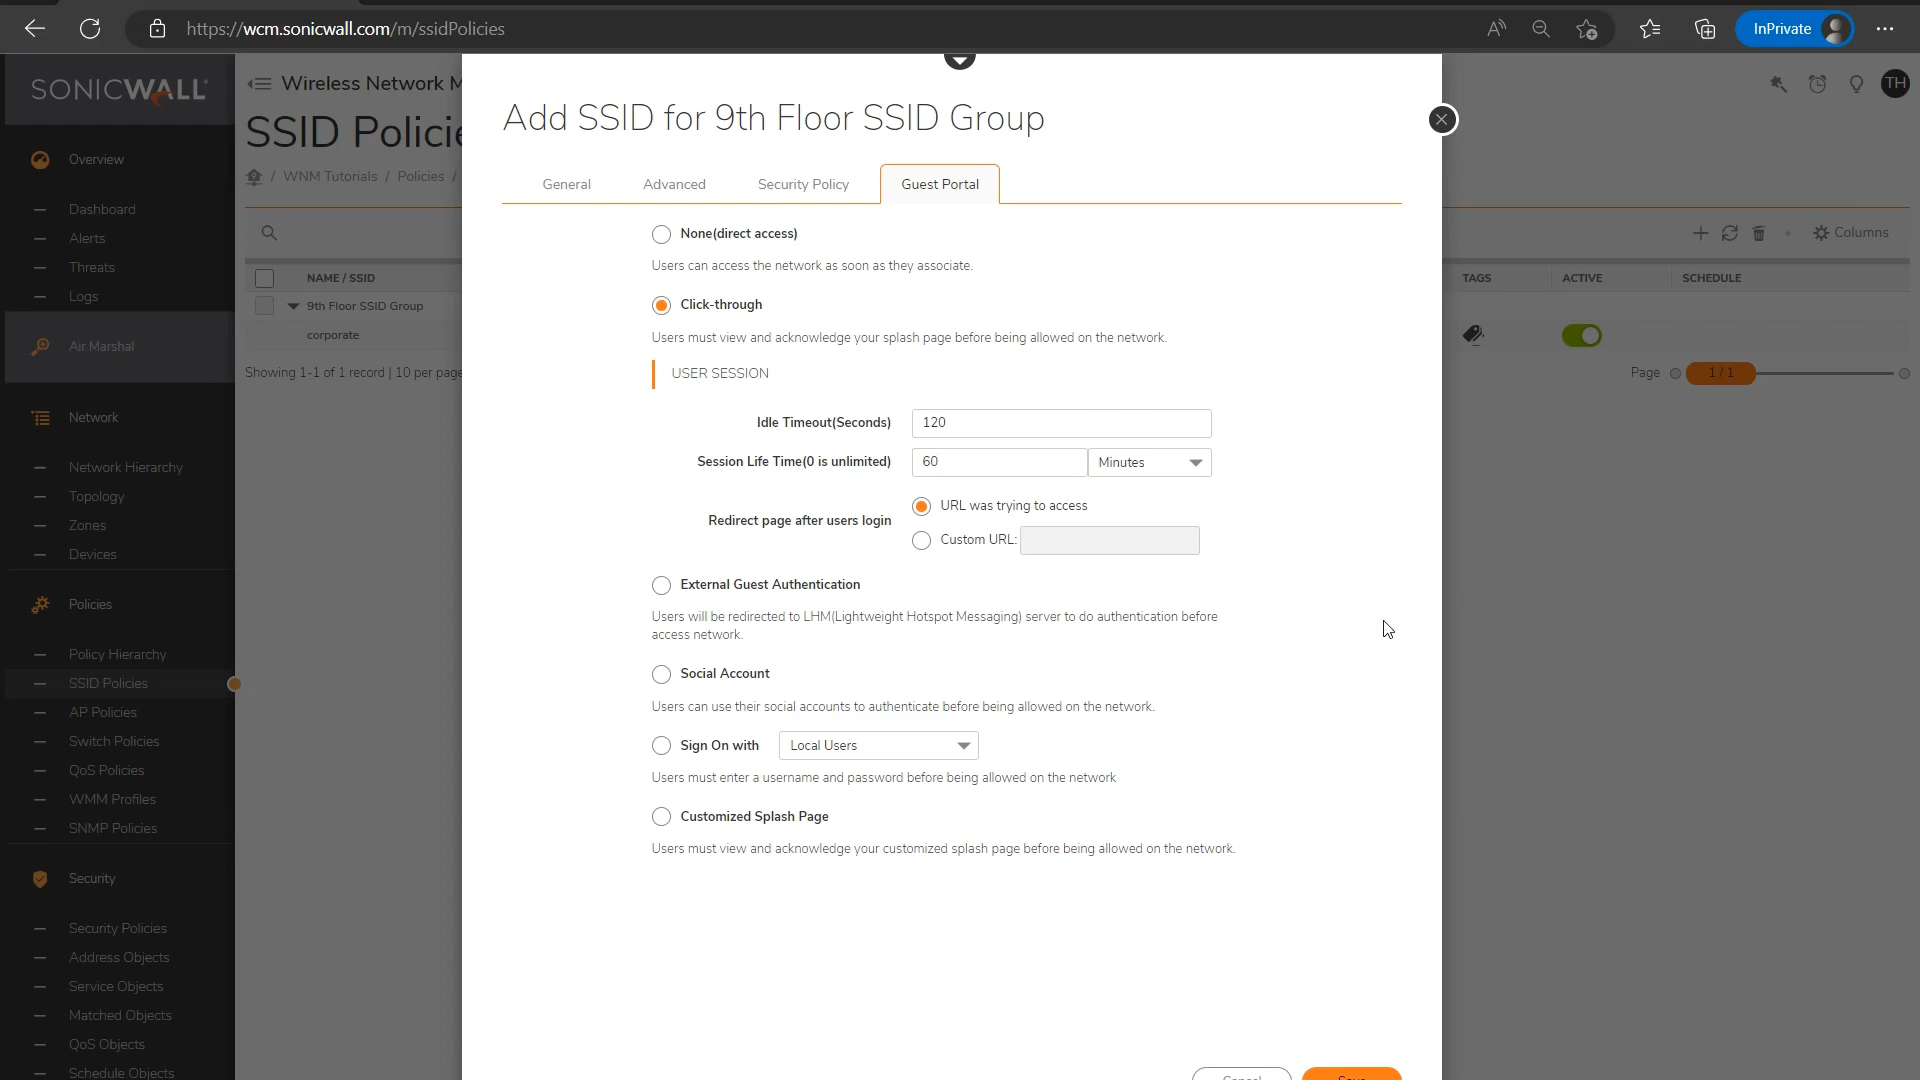 https://wcm.sonicwall.com/m/ssidPolicies
InPrivate
SONICWALL
Overview
Dashboard
Alerts
Threats
Logs
Air Marshal
Network
Network Hierarchy
Topology
Zones
Devices
Policies
Policy Hierarchy
SSID Policies
AP Policies
Switch Policies
QoS Policies
WMM Profiles
SNMP Policies
Security
Security Policies
Address Objects
Service Objects
Matched Objects
QoS Objects
Schedule Objects
Wireless Network M
SSID Policie
/ WNM Tutorials / Policies /
NAME / SSID
9th Floor SSID Group
corporate
Showing 1-1 of 1 record | 10 per page
Add SSID for 9th Floor SSID Group
General
Advanced
Security Policy
Guest Portal
None(direct access)
Users can access the network as soon as they associate.
Click-through
Users must view and acknowledge your splash page before being allowed on the network.
USER SESSION
Idle Timeout(Seconds)
120
Session Life Time(0 is unlimited)
60
Minutes
Redirect page after users login
URL was trying to access
Custom URL:
External Guest Authentication
Users will be redirected to LHM(Lightweight Hotspot Messaging) server to do authentication before
access network.
Social Account
Users can use their social accounts to authenticate before being allowed on the network.
Sign On with
Local Users
Users must enter a username and password before being allowed on the network
Customized Splash Page
Users must view and acknowledge your customized splash page before being allowed on the network.
Cancel
Save
TH
Columns
TAGS
ACTIVE
SCHEDULE
Page
1 / 1